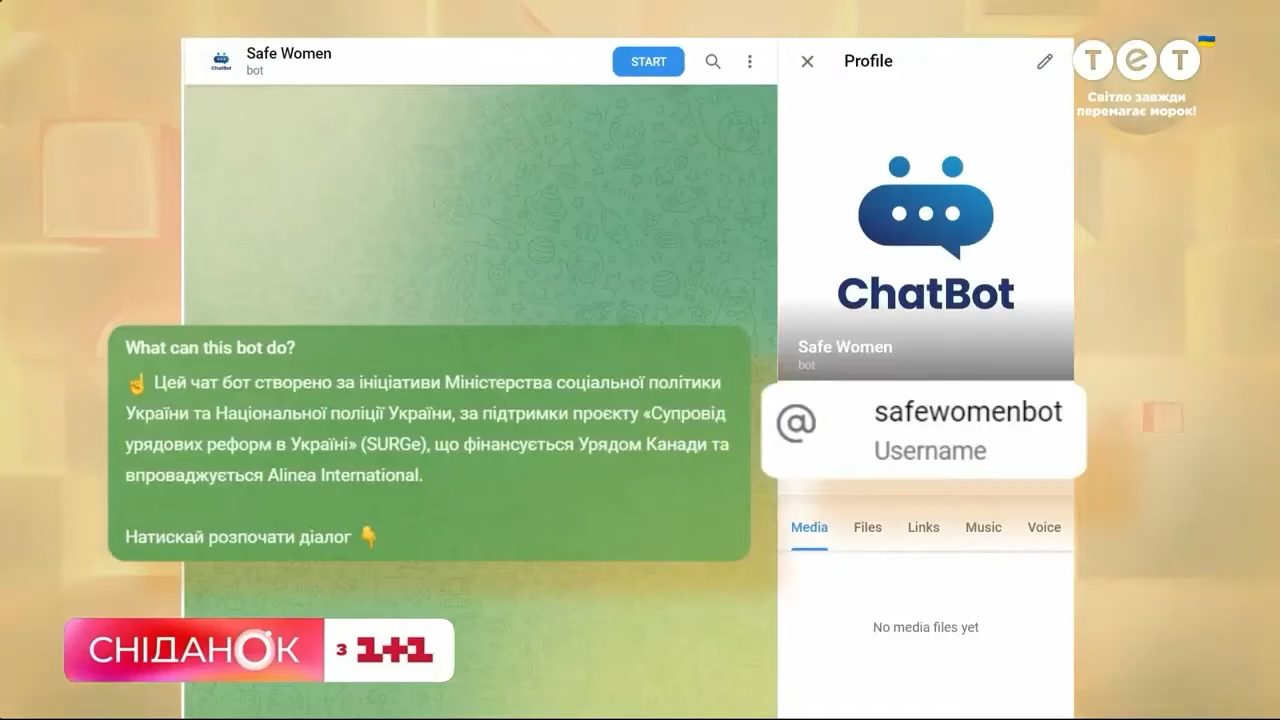 Safe Women
bot
START
Profile
ТЕТ
Світло завжди
перемагає морок!
ChatBot
ChatBot
Safe Women
bot
What can this bot do?
☝ Цей чат бот створено за ініціативи Міністерства соціальної політики
України та Національної поліції України, за підтримки проєкту «Супровід
урядових реформ в Україні» (SURGe), що фінансується Урядом Канади та
впроваджується Alinea International.
Натискай розпочати діалог 👇
@ safewomenbot
Username
Media Files Links Music Voice
No media files yet
СНІДАНОК З 1+1